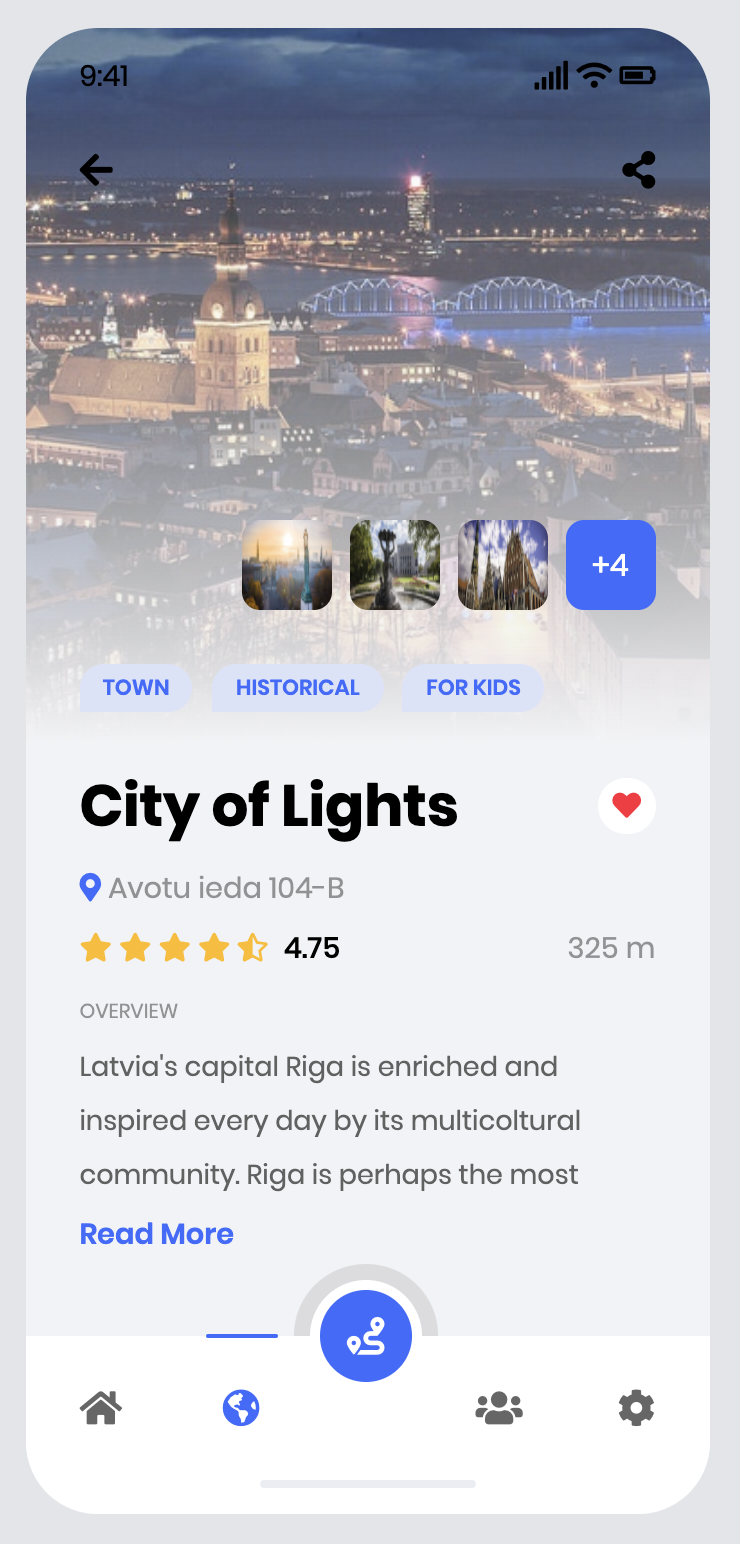 9:41
+4
TOWN HISTORICAL FOR KIDS
City of Lights
Avotu ieda 104-B
4.75 325 m
OVERVIEW
Latvia's capital Riga is enriched and
inspired every day by its multicoltural
community. Riga is perhaps the most
Read More